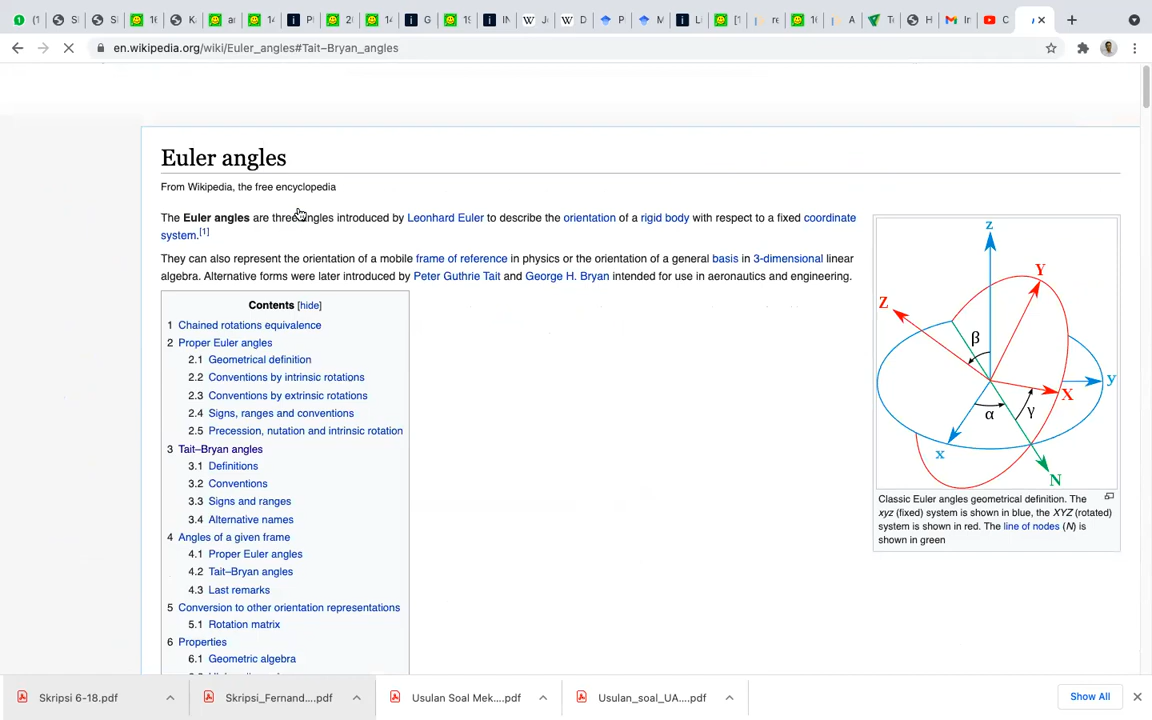 en.wikipedia.org/wiki/Euler_angles#Tait–Bryan_angles
Euler angles
From Wikipedia, the free encyclopedia
The Euler angles are three angles introduced by Leonhard Euler to describe the orientation of a rigid body with respect to a fixed coordinate
system.[1]
They can also represent the orientation of a mobile frame of reference in physics or the orientation of a general basis in 3-dimensional linear
algebra. Alternative forms were later introduced by Peter Guthrie Tait and George H. Bryan intended for use in aeronautics and engineering.
Contents [hide]
1 Chained rotations equivalence
2 Proper Euler angles
2.1 Geometrical definition
2.2 Conventions by intrinsic rotations
2.3 Conventions by extrinsic rotations
2.4 Signs, ranges and conventions
2.5 Precession, nutation and intrinsic rotation
3 Tait–Bryan angles
3.1 Definitions
3.2 Conventions
3.3 Signs and ranges
3.4 Alternative names
4 Angles of a given frame
4.1 Proper Euler angles
4.2 Tait–Bryan angles
4.3 Last remarks
5 Conversion to other orientation representations
5.1 Rotation matrix
6 Properties
6.1 Geometric algebra
z
Y
Z
β
y
X
α
γ
x
N
Classic Euler angles geometrical definition. The
xyz (fixed) system is shown in blue, the XYZ (rotated)
system is shown in red. The line of nodes (N) is
shown in green
Skripsi 6-18.pdf
Skripsi_Fernand....pdf
Usulan Soal Mek....pdf
Usulan_soal_UA....pdf
Show All